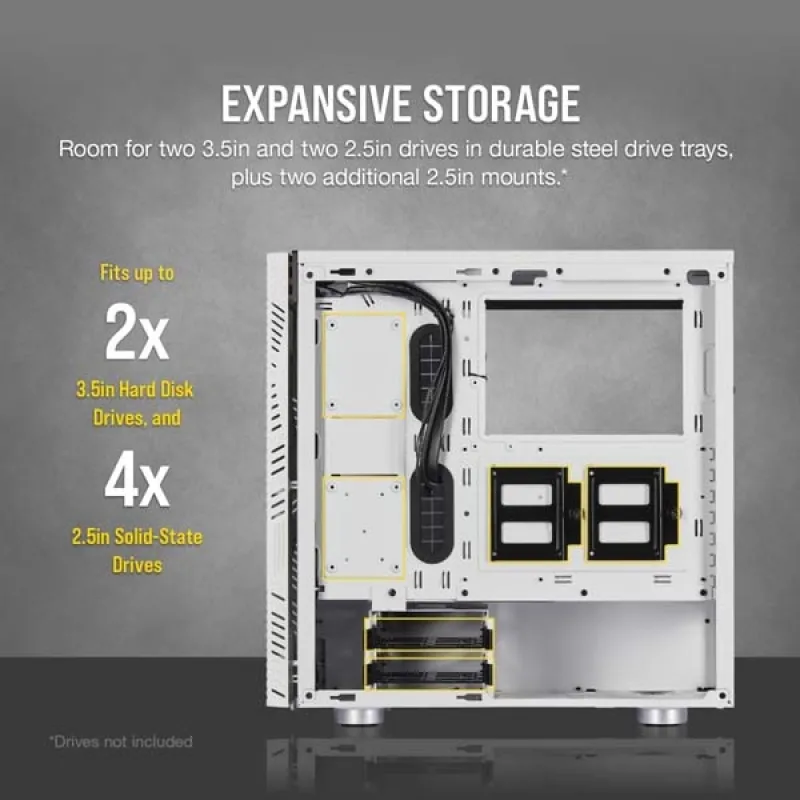 EXPANSIVE STORAGE
Room for two 3.5in and two 2.5in drives in durable steel drive trays,
plus two additional 2.5in mounts.*
Fits up to
2x
3.5in Hard Disk
Drives, and
4x
2.5in Solid-State
Drives
*Drives not included